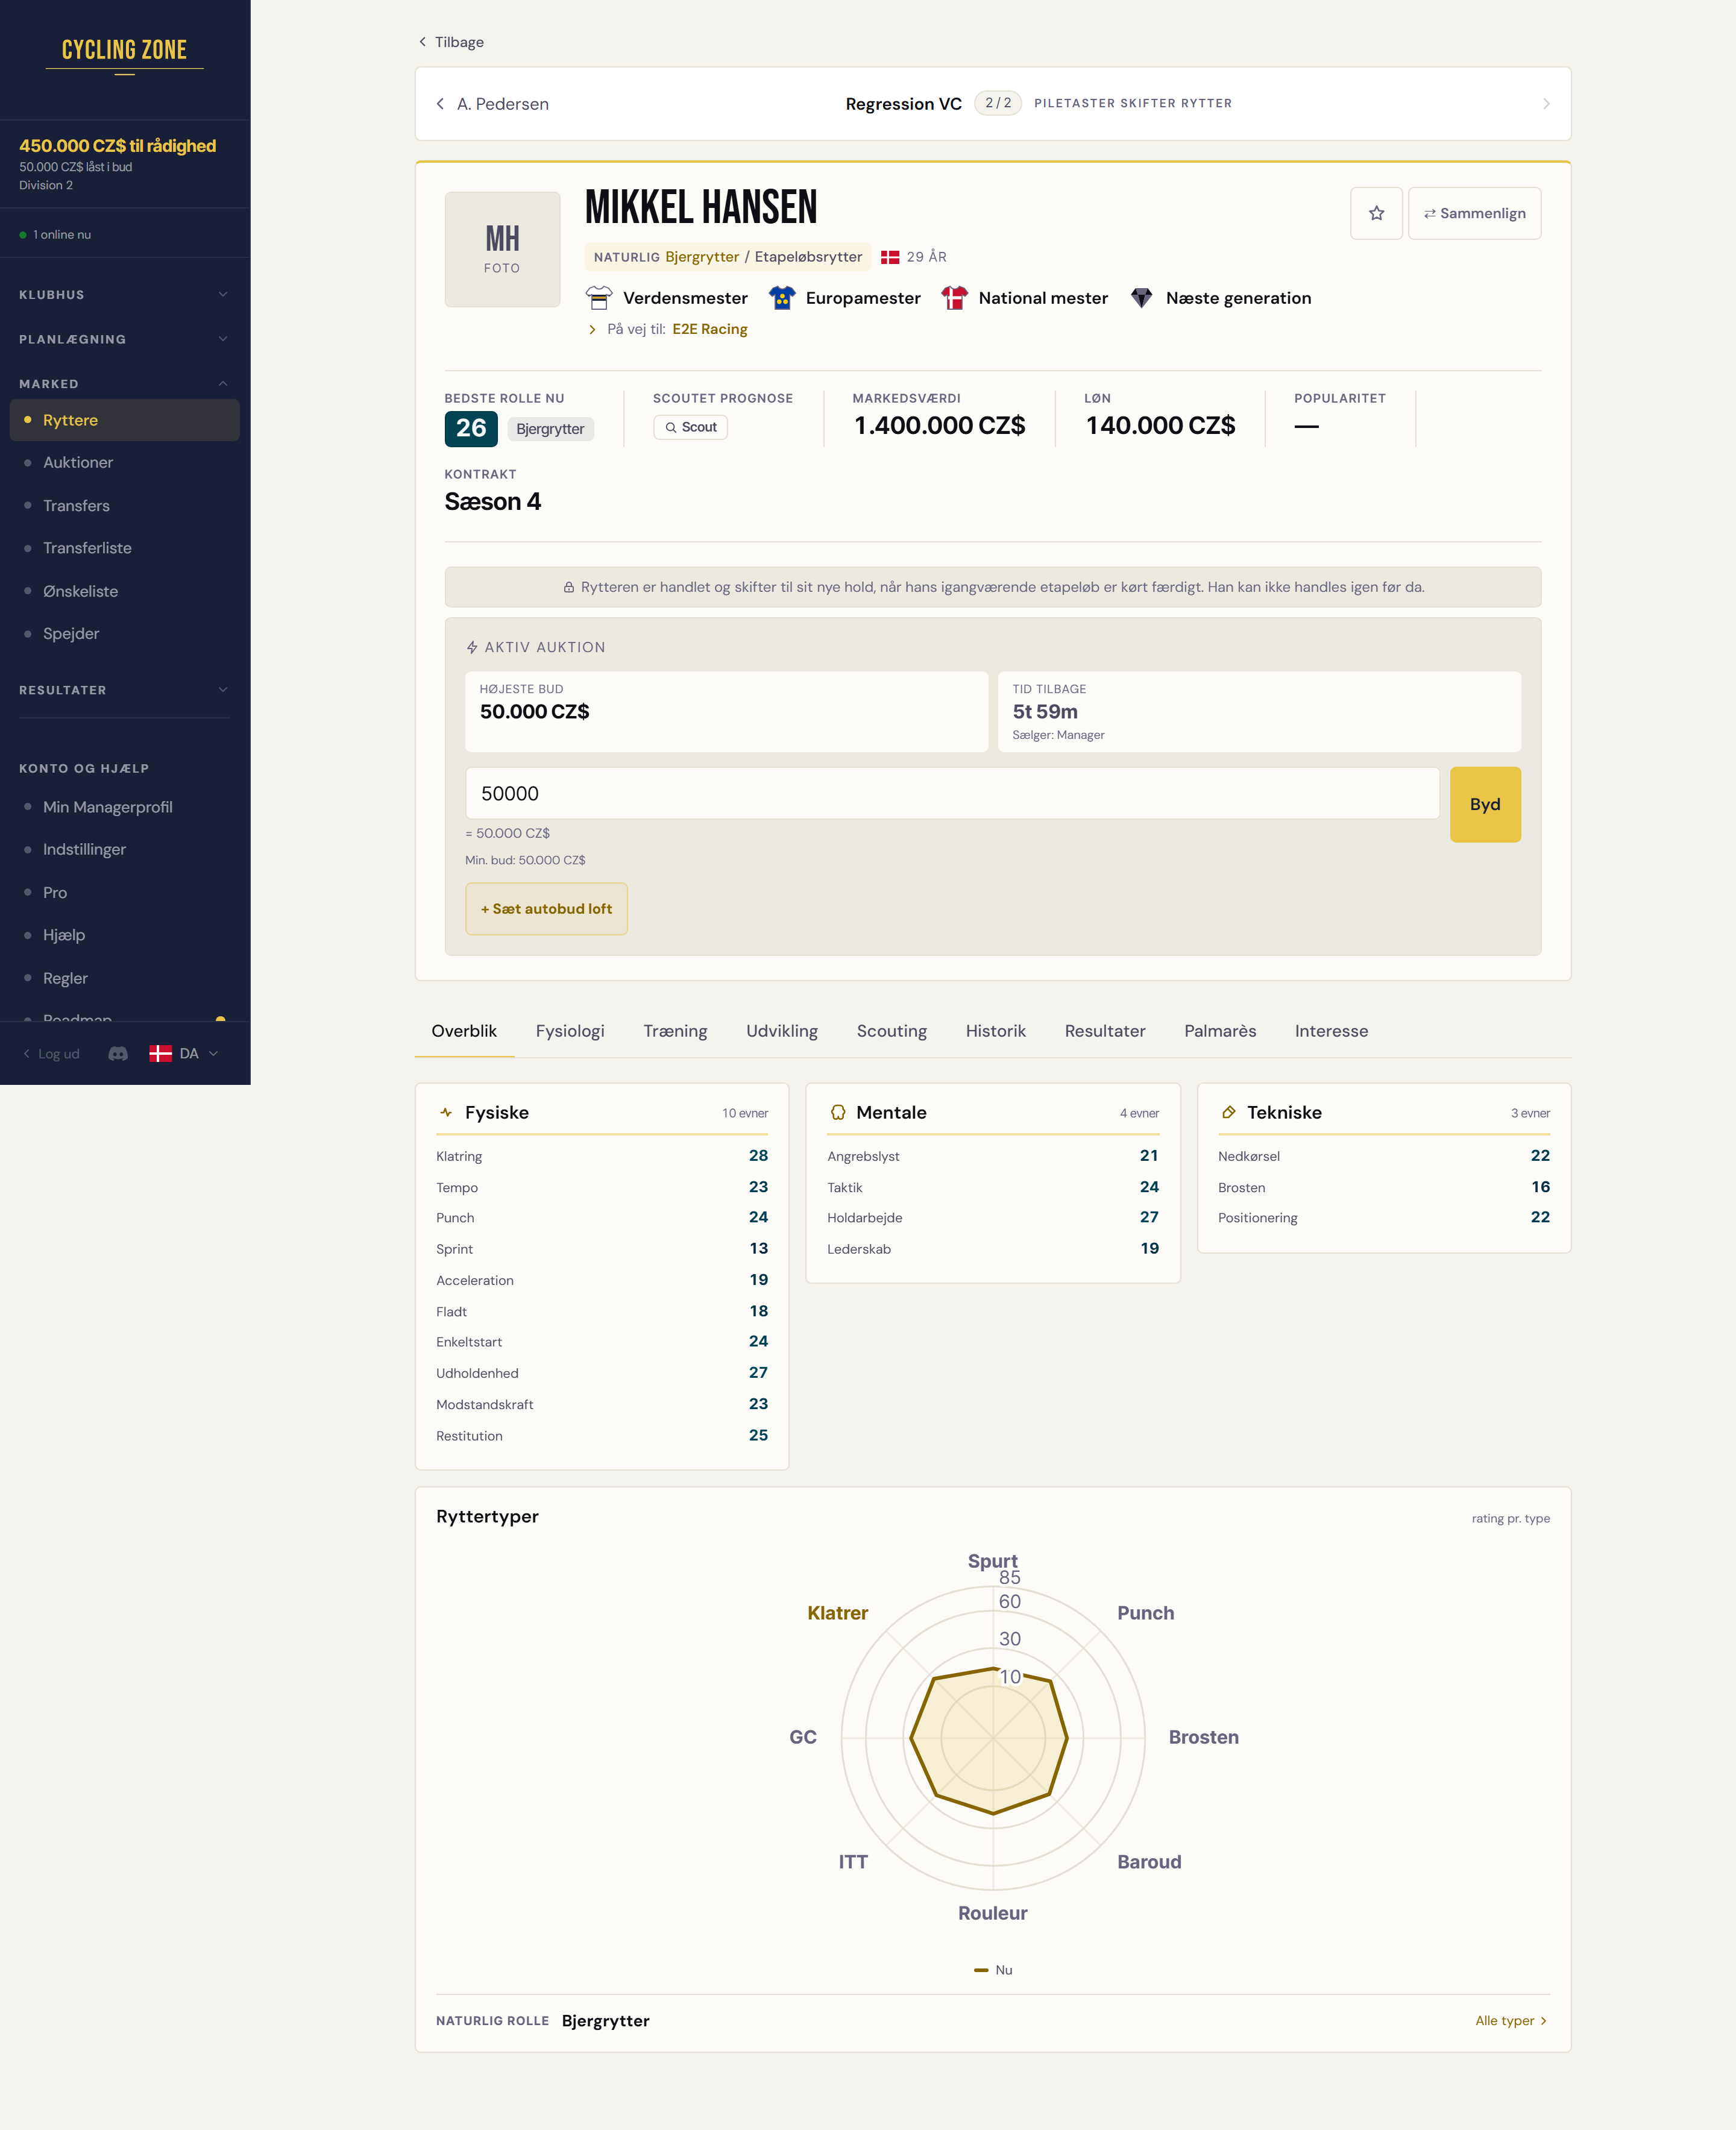 CYCLING ZONE
450.000 CZ$ til rådighed
50.000 CZ$ låst i bud
Division 2
1 online nu
KLUBHUS
PLANLÆGNING
MARKED
Ryttere
Auktioner
Transfers
Transferliste
Ønskeliste
Spejder
RESULTATER
KONTO OG HJÆLP
Min Managerprofil
Indstillinger
Pro
Hjælp
Regler
Roadmap
Log ud
DA
Tilbage
A. Pedersen
Regression VC 2 / 2 PILETASTER SKIFTER RYTTER
MH
FOTO
MIKKEL HANSEN
NATURLIG Bjergrytter / Etapeløbsrytter 29 ÅR
Verdensmester Europamester National mester Næste generation
På vej til: E2E Racing
Sammenlign
BEDSTE ROLLE NU
26 Bjergrytter
SCOUTET PROGNOSE
Scout
MARKEDSVÆRDI
1.400.000 CZ$
LØN
140.000 CZ$
POPULARITET
—
KONTRAKT
Sæson 4
Rytteren er handlet og skifter til sit nye hold, når hans igangværende etapeløb er kørt færdigt. Han kan ikke handles igen før da.
AKTIV AUKTION
HØJESTE BUD
50.000 CZ$
TID TILBAGE
5t 59m
Sælger: Manager
50000
Byd
= 50.000 CZ$
Min. bud: 50.000 CZ$
+ Sæt autobud loft
Overblik Fysiologi Træning Udvikling Scouting Historik Resultater Palmarès Interesse
Fysiske 10 evner
Klatring 28
Tempo 23
Punch 24
Sprint 13
Acceleration 19
Fladt 18
Enkeltstart 24
Udholdenhed 27
Modstandskraft 23
Restitution 25
Mentale 4 evner
Angrebslyst 21
Taktik 24
Holdarbejde 27
Lederskab 19
Tekniske 3 evner
Nedkørsel 22
Brosten 16
Positionering 22
Ryttertyper rating pr. type
Spurt
85
60
30
10
Klatrer
Punch
GC
Brosten
ITT
Baroud
Rouleur
Nu
NATURLIG ROLLE Bjergrytter
Alle typer